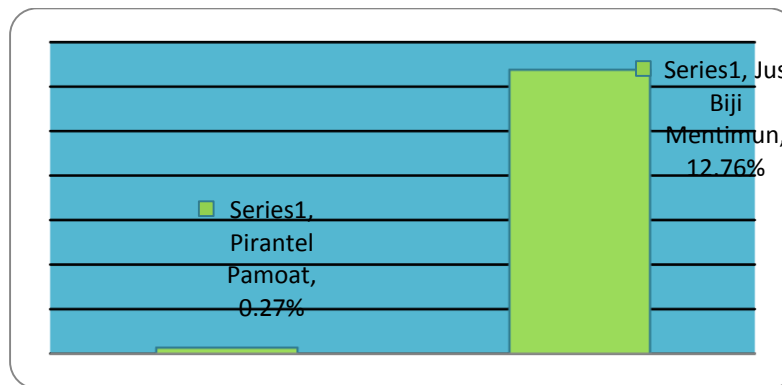 Series1, Jus
Biji
Mentimun,
12.76%
Series1,
Pirantel
Pamoat,
0.27%